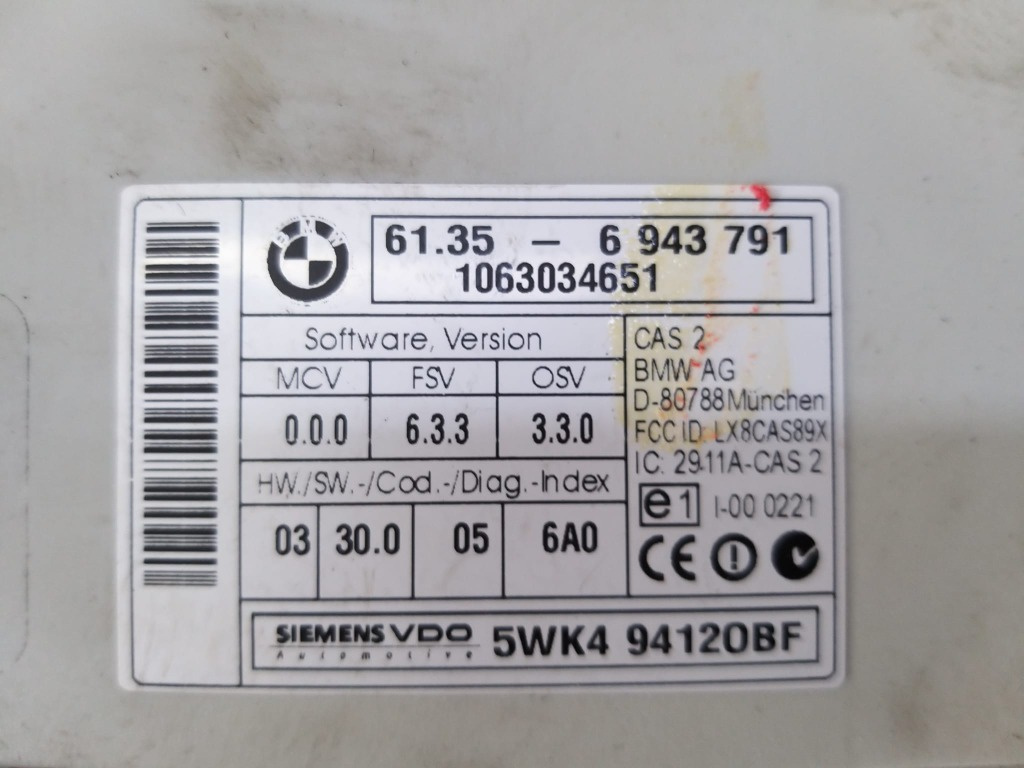 BMW
61.35 - 6 943 791
1063034651
Software, Version
MCV FSV OSV
0.0.0 6.3.3 3.3.0
HW./SW.-/Cod.-/Diag.-Index
03 30.0 05 6A0
CAS 2
BMW AG
D-80788 München
FCC ID: LX8CAS89X
IC: 2911A-CAS 2
e1 I-00 0221
CE
SIEMENS VDO
Automotive
5WK4 94120BF